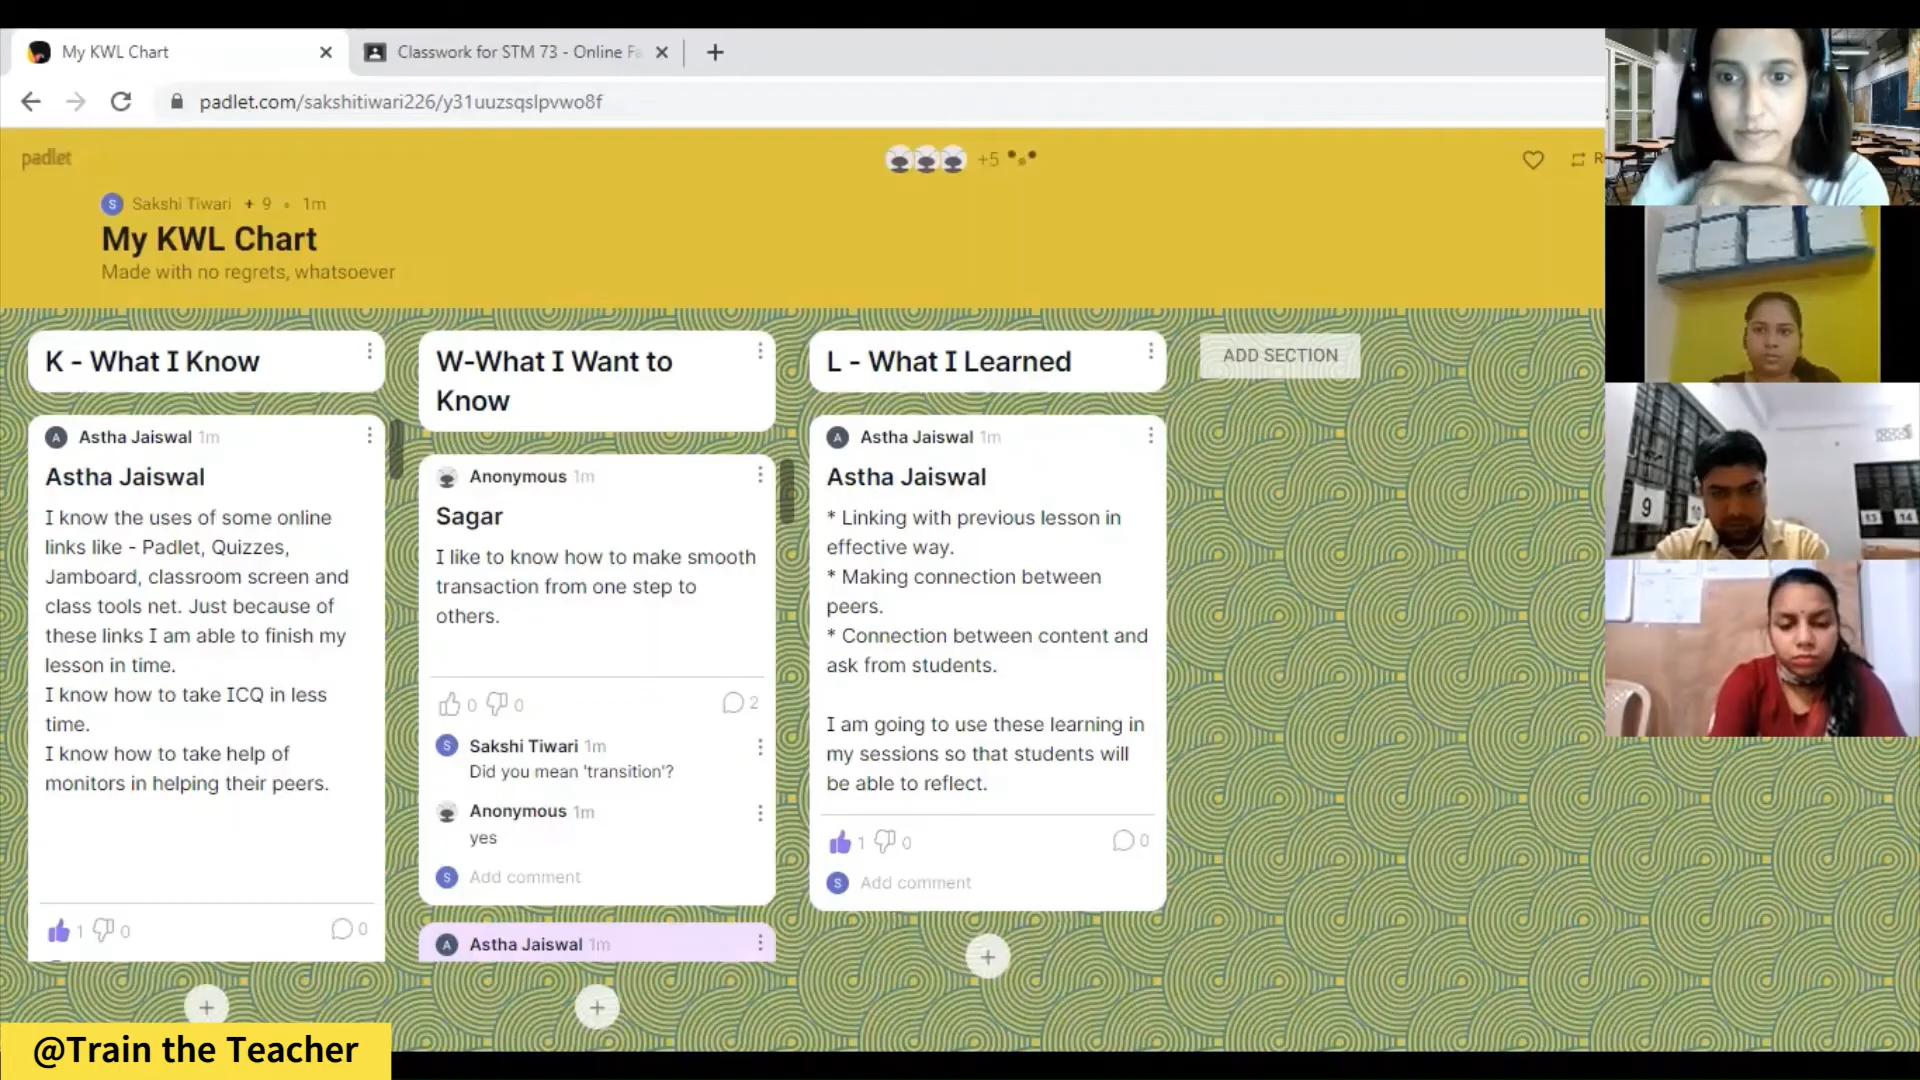 My KWL Chart
Classwork for STM 73 - Online Fa
padlet.com/sakshitiwari226/y31uuzsqslpvwo8f
padlet
+5
R
S Sakshi Tiwari + 9 • 1m
My KWL Chart
Made with no regrets, whatsoever
K - What I Know
A Astha Jaiswal 1m
Astha Jaiswal
I know the uses of some online
links like - Padlet, Quizzes,
Jamboard, classroom screen and
class tools net. Just because of
these links I am able to finish my
lesson in time.
I know how to take ICQ in less
time.
I know how to take help of
monitors in helping their peers.
1 0 0
W-What I Want to
Know
Anonymous 1m
Sagar
I like to know how to make smooth
transaction from one step to
others.
0 0 2
S Sakshi Tiwari 1m
Did you mean 'transition'?
Anonymous 1m
yes
S Add comment
A Astha Jaiswal 1m
L - What I Learned
A Astha Jaiswal 1m
Astha Jaiswal
* Linking with previous lesson in
effective way.
* Making connection between
peers.
* Connection between content and
ask from students.
I am going to use these learning in
my sessions so that students will
be able to reflect.
1 0 0
S Add comment
ADD SECTION
9
10
13 14
@Train the Teacher